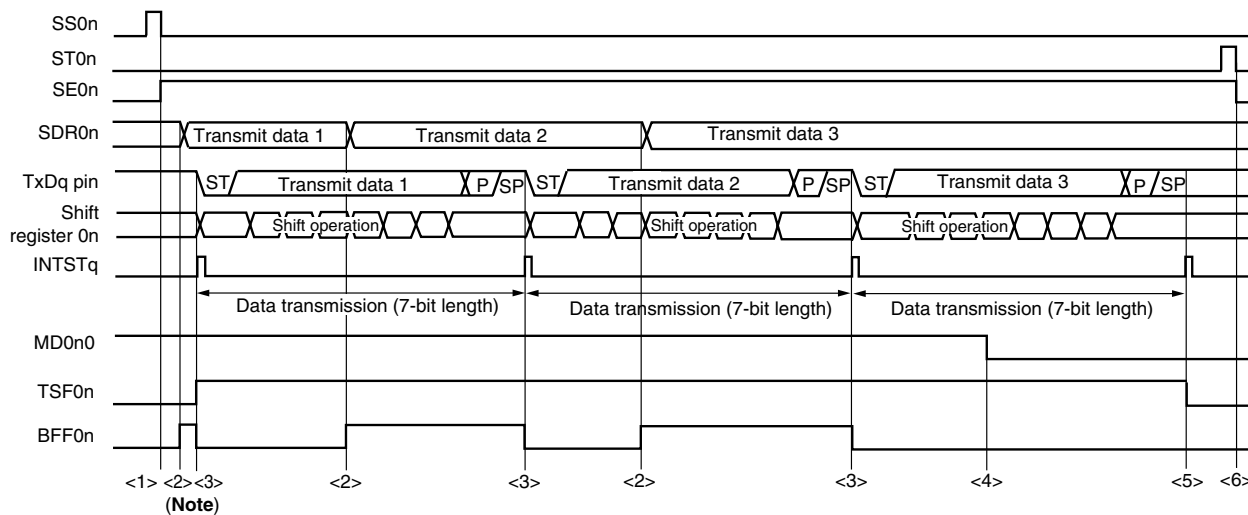 SS0n
ST0n
SE0n
SDR0n
Transmit data 1
Transmit data 2
Transmit data 3
TxDq pin
ST
Transmit data 1
P
SP
ST
Transmit data 2
P
SP
ST
Transmit data 3
P
SP
Shift
register 0n
Shift operation
Shift operation
Shift operation
INTSTq
Data transmission (7-bit length)
Data transmission (7-bit length)
Data transmission (7-bit length)
MD0n0
TSF0n
BFF0n
<1> <2> <3> <2> <3> <2> <3> <4> <5> <6>
(Note)